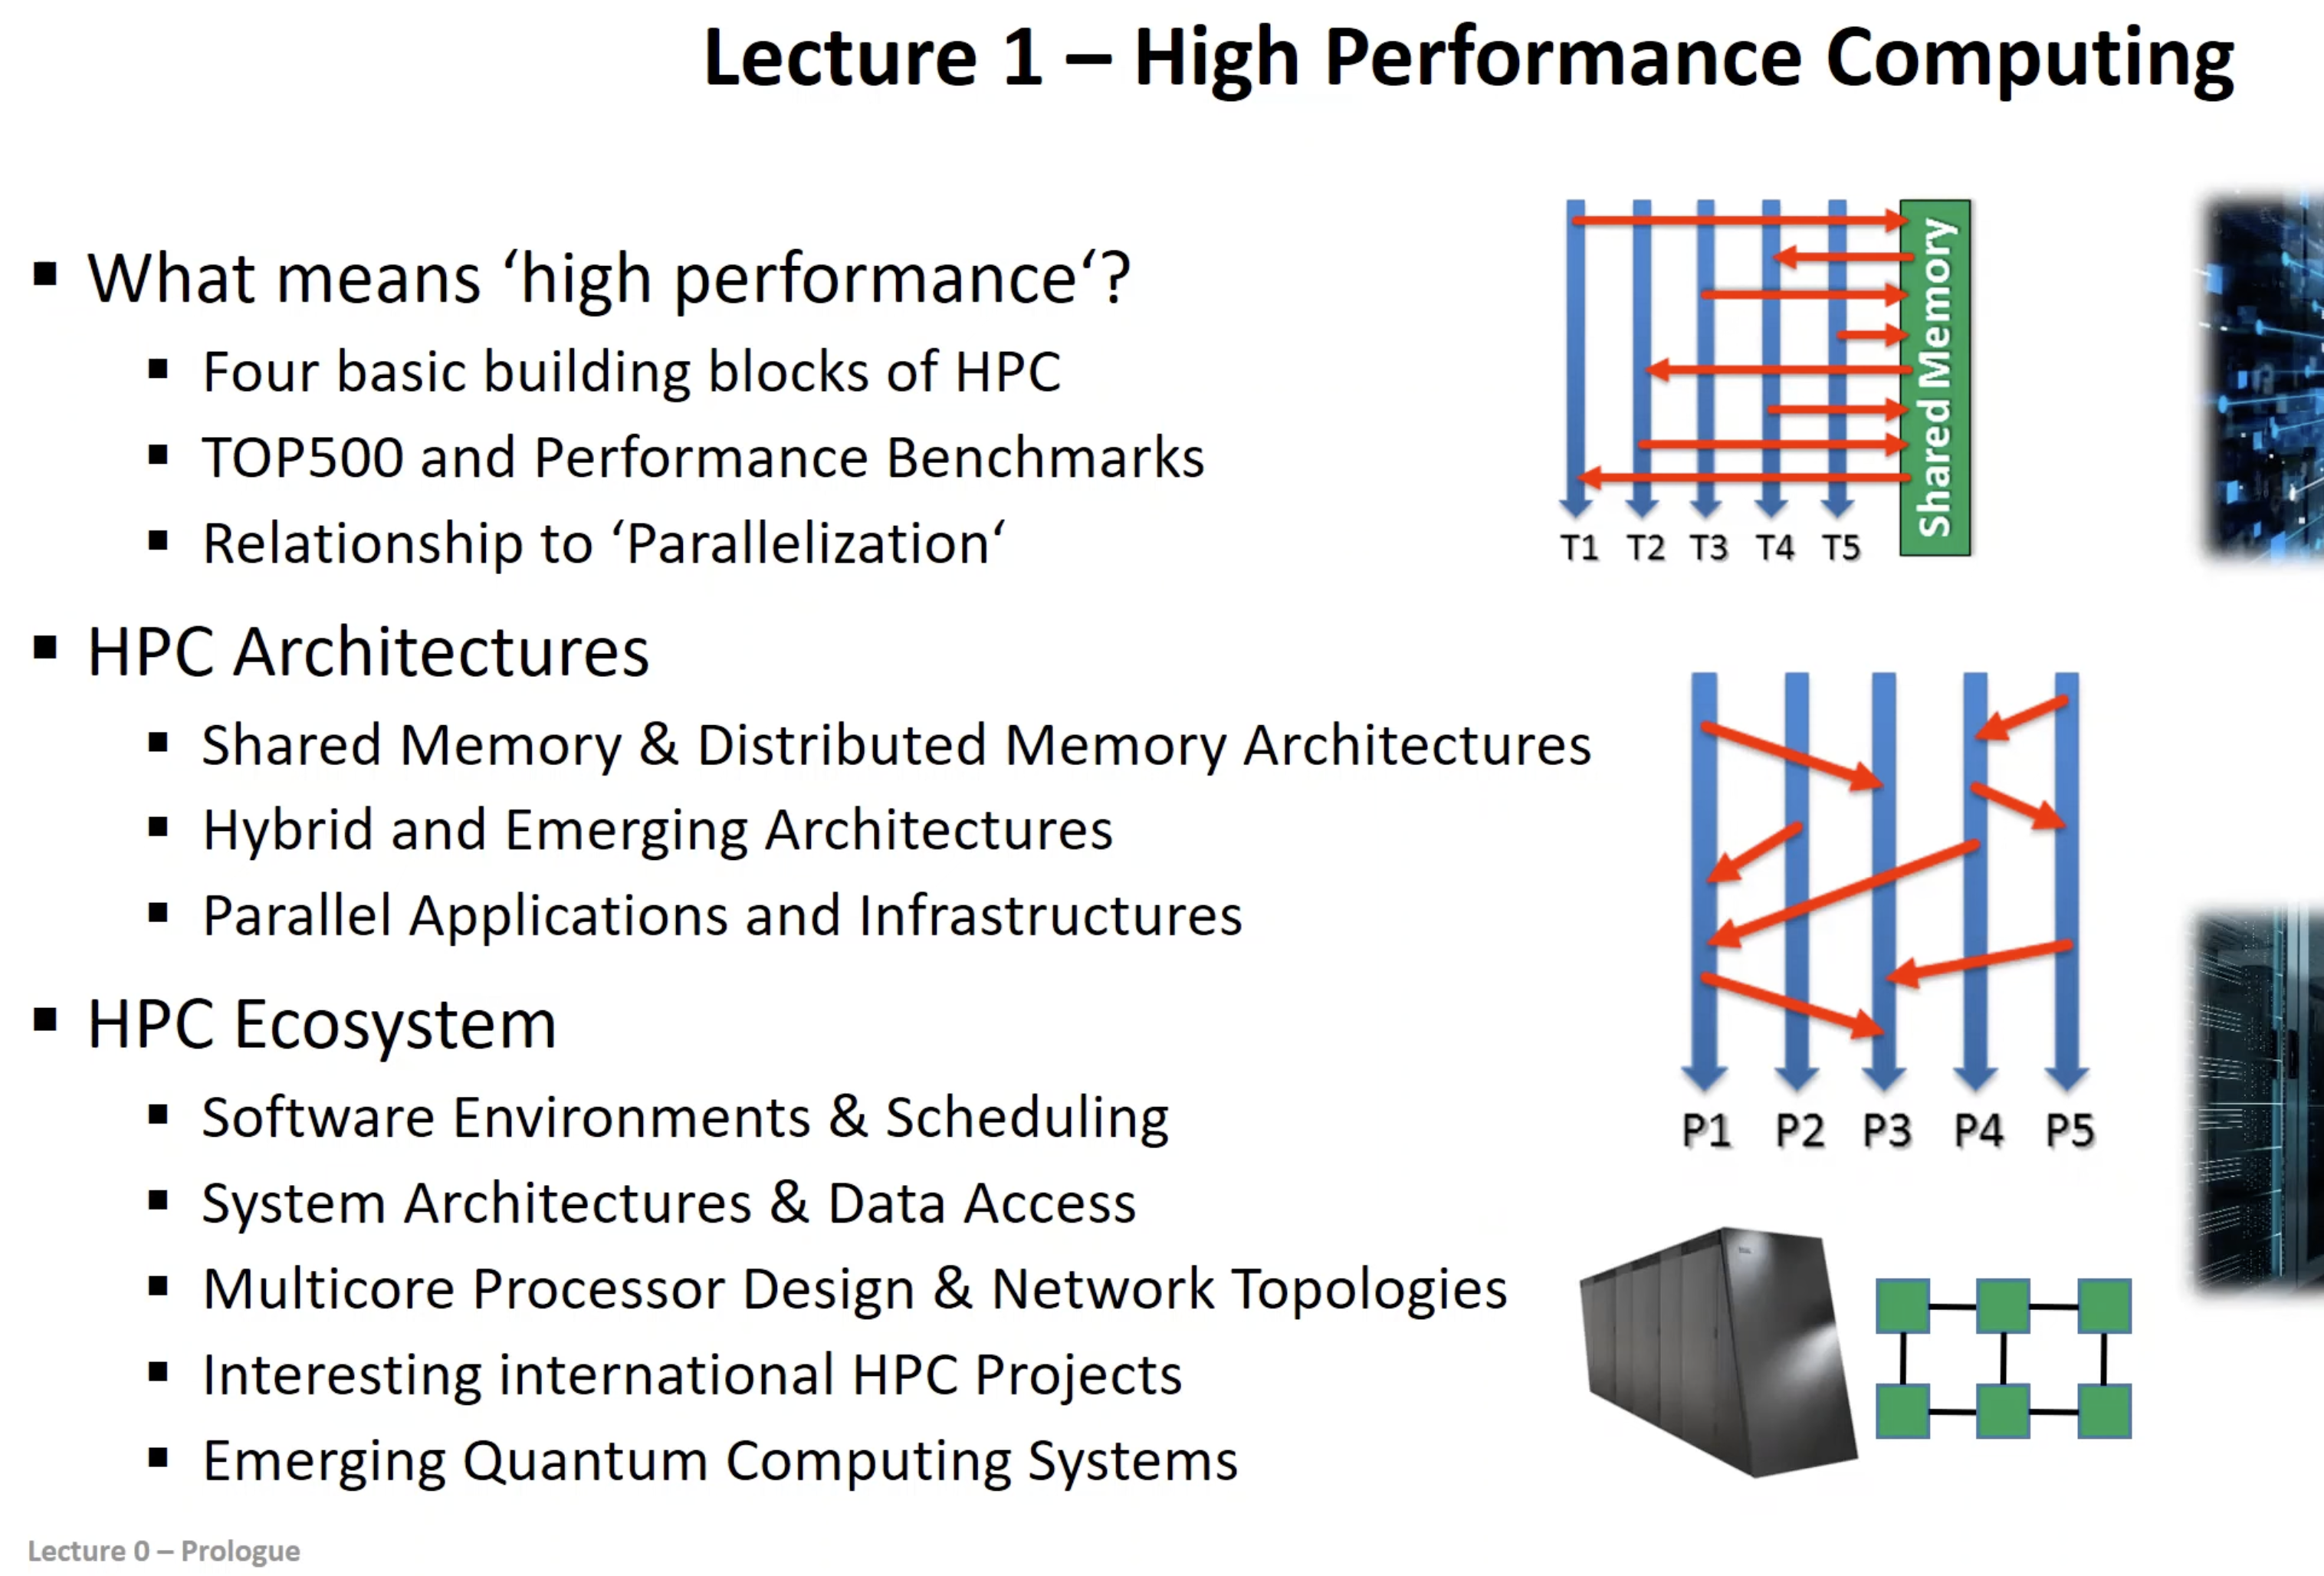 Lecture 1 – High Performance Computing
▪ What means ‘high performance‘?
▪ Four basic building blocks of HPC
▪ TOP500 and Performance Benchmarks
▪ Relationship to ‘Parallelization‘
▪ HPC Architectures
▪ Shared Memory & Distributed Memory Architectures
▪ Hybrid and Emerging Architectures
▪ Parallel Applications and Infrastructures
▪ HPC Ecosystem
▪ Software Environments & Scheduling
▪ System Architectures & Data Access
▪ Multicore Processor Design & Network Topologies
▪ Interesting international HPC Projects
▪ Emerging Quantum Computing Systems
Shared Memory
T1 T2 T3 T4 T5
P1 P2 P3 P4 P5
Lecture 0 – Prologue